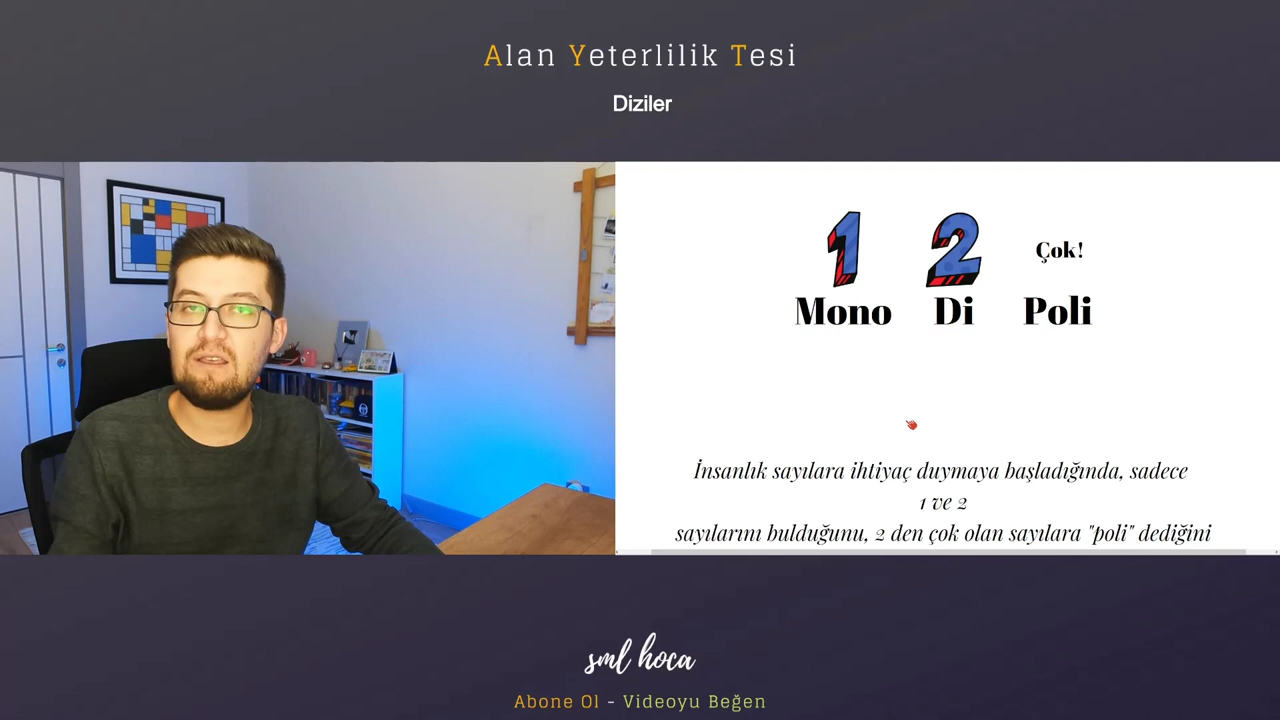 Alan Yeterlilik Tesi
Diziler
1 2 Çok!
Mono Di Poli
İnsanlık sayılara ihtiyaç duymaya başladığında, sadece
1 ve 2
sayılarını bulduğunu, 2 den çok olan sayılara "poli" dediğini
sml hoca
Abone Ol - Videoyu Beğen